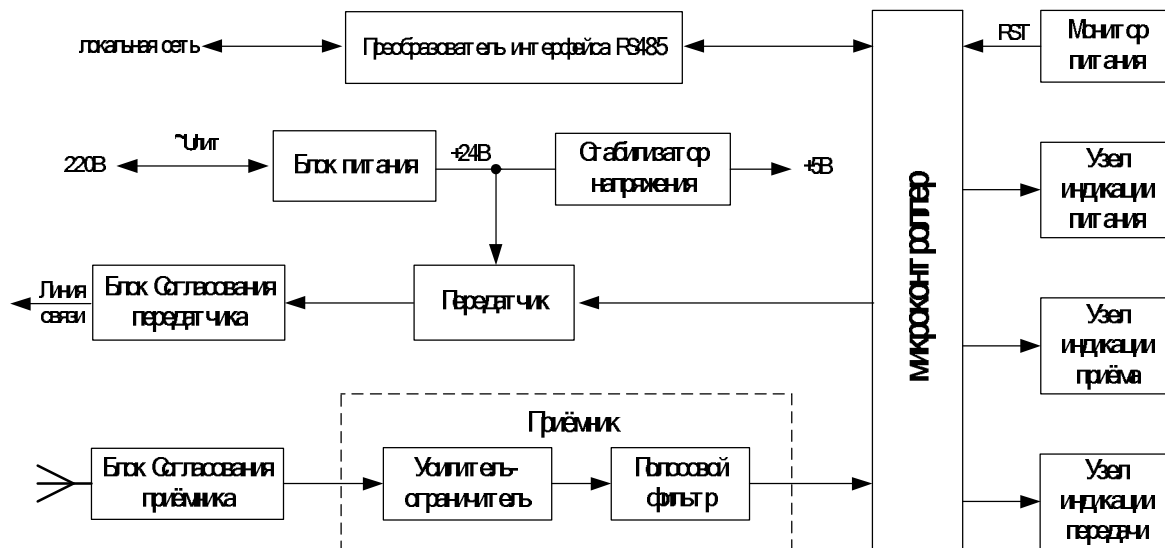 локальная сеть
Преобразователь интерфейса RS485
RST
Монитор
питания
220В
~Uпит
Блок питания
+24В
Стабилизатор
напряжения
+5В
микроконтроллер
Узел
индикации
питания
Линия
связи
Блок Согласования
передатчика
Передатчик
Узел
индикации
приёма
Приёмник
Блок Согласования
приёмника
Усилитель-
ограничитель
Полосовой
фильтр
Узел
индикации
передачи